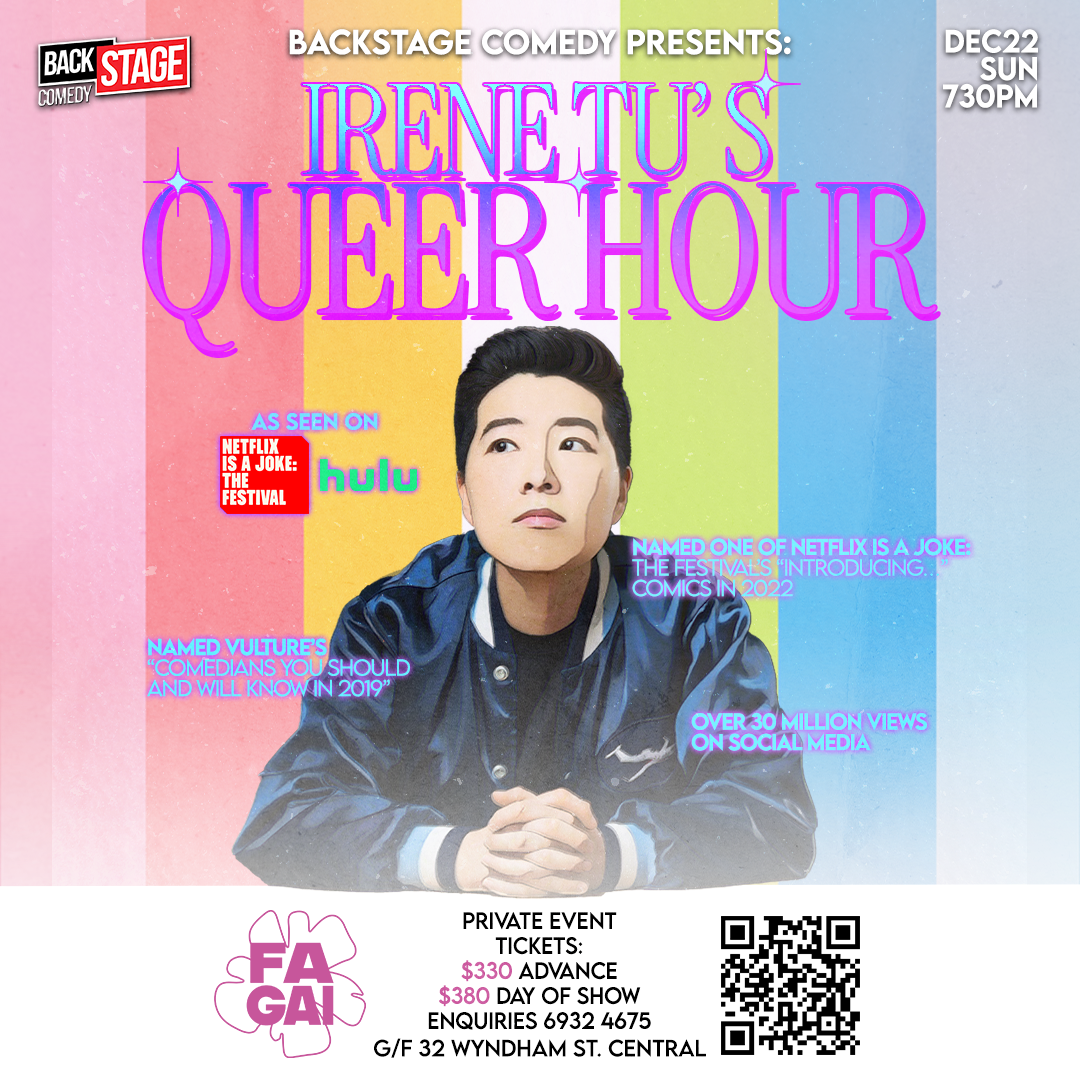 BACK STAGE
COMEDY
BACKSTAGE COMEDY PRESENTS:
DEC22
SUN
730PM
IRENE TU'S
QUEER HOUR
AS SEEN ON
NETFLIX
IS A JOKE:
THE
FESTIVAL
hulu
NAMED ONE OF NETFLIX IS A JOKE:
THE FESTIVALS "INTRODUCING..."
COMICS IN 2022
NAMED VULTURE'S
"COMEDIANS YOU SHOULD
AND WILL KNOW IN 2019"
OVER 30 MILLION VIEWS
ON SOCIAL MEDIA
FA
GAI
PRIVATE EVENT
TICKETS:
$330 ADVANCE
$380 DAY OF SHOW
ENQUIRIES 6932 4675
G/F 32 WYNDHAM ST. CENTRAL